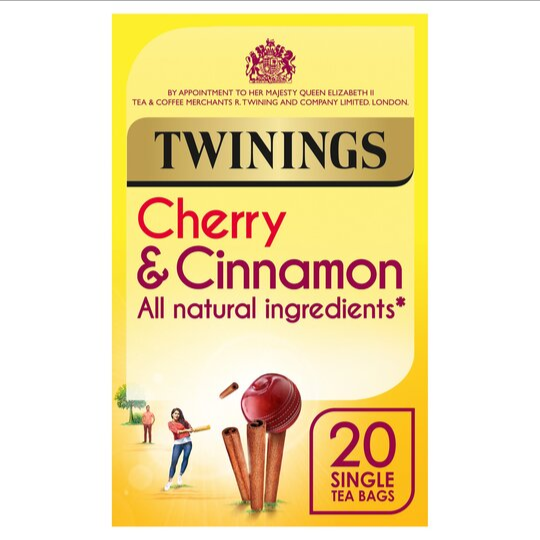 BY APPOINTMENT TO HER MAJESTY QUEEN ELIZABETH II
TEA & COFFEE MERCHANTS R. TWINING AND COMPANY LIMITED. LONDON.
TWININGS
Cherry
& Cinnamon
All natural ingredients*
20
SINGLE
TEA BAGS